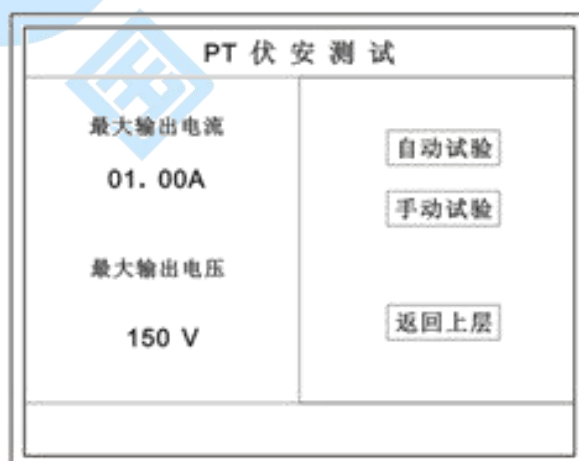 PT 伏安测试
最大输出电流
01. 00A
最大输出电压
150 V
自动试验
手动试验
返回上层